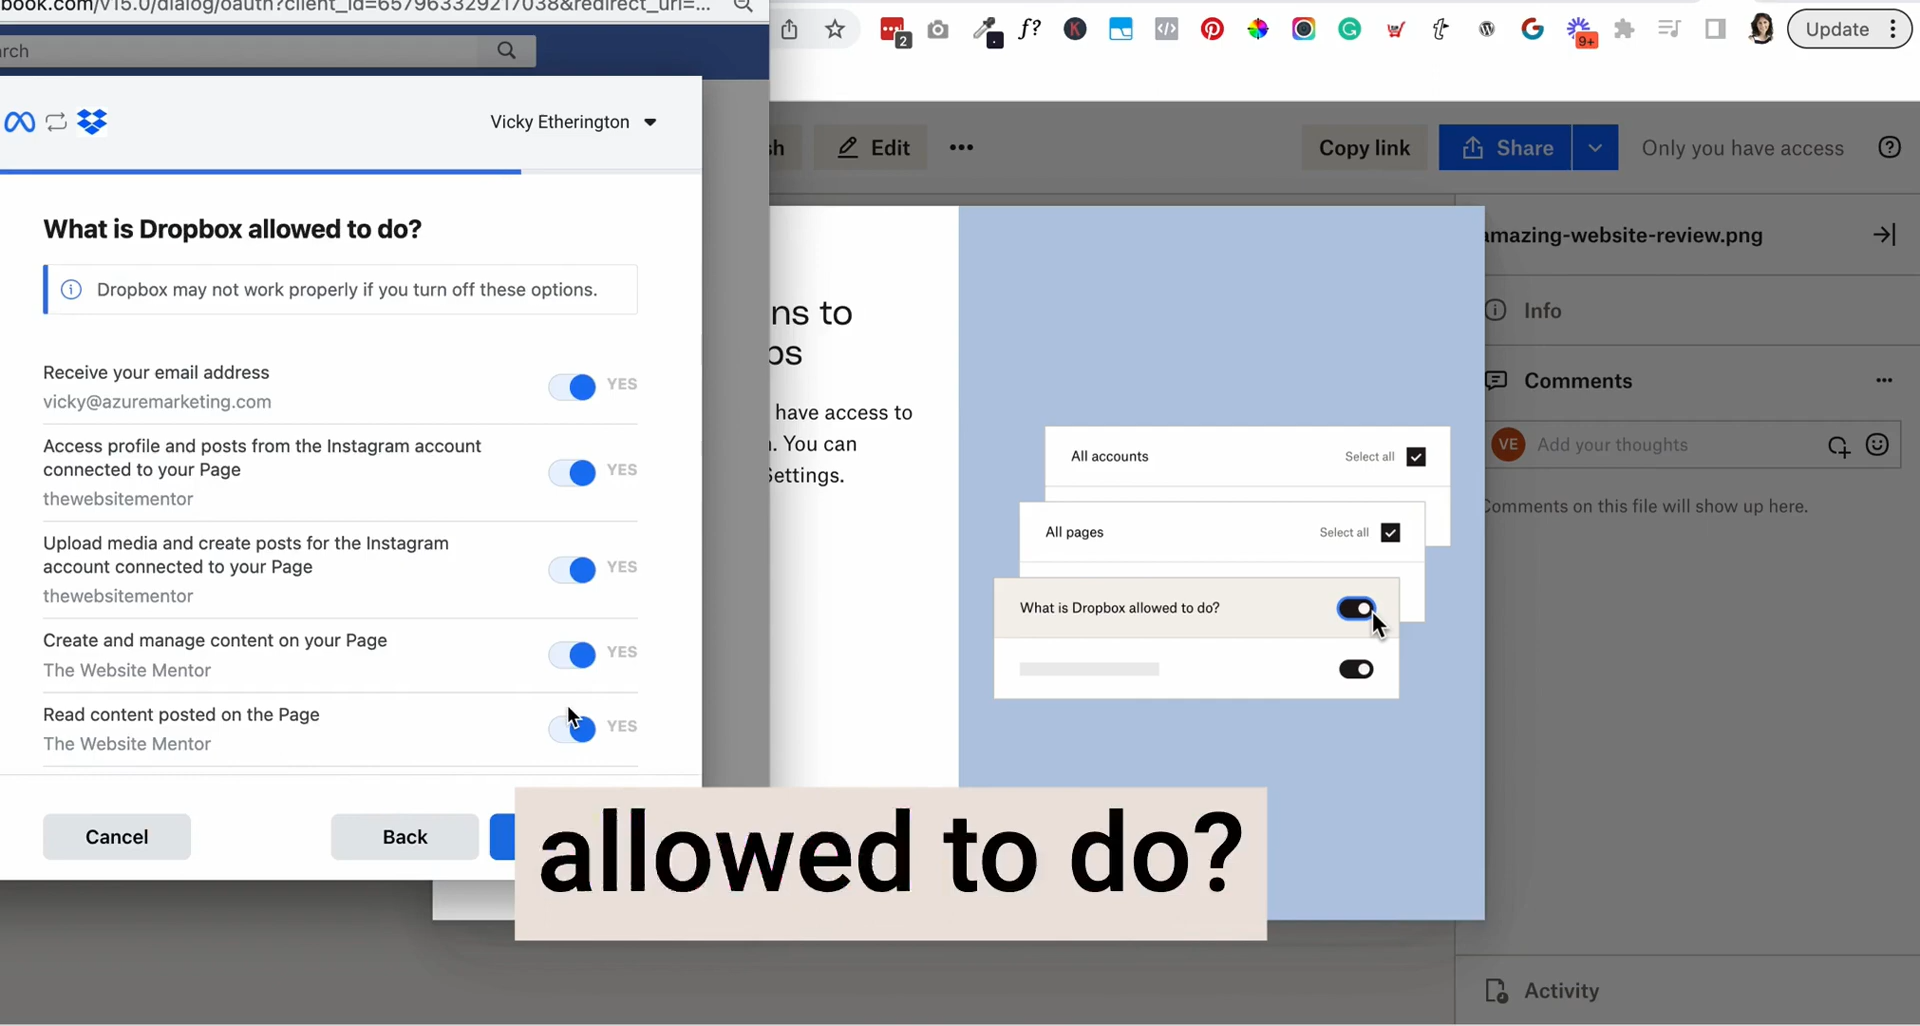 book.com/v15.0/dialog/oauth?client_id=657963329217038&redirect_uri=...
rch
Vicky Etherington
What is Dropbox allowed to do?
Dropbox may not work properly if you turn off these options.
Receive your email address
YES
vicky@azuremarketing.com
Access profile and posts from the Instagram account
connected to your Page
YES
thewebsitementor
Upload media and create posts for the Instagram
account connected to your Page
YES
thewebsitementor
Create and manage content on your Page
YES
The Website Mentor
Read content posted on the Page
YES
The Website Mentor
Cancel
Back
2
f?
K
G
9+
Update
sh
Edit
Copy link
Share
Only you have access
ns to
ps
have access to
. You can
Settings.
All accounts
Select all
All pages
Select all
What is Dropbox allowed to do?
amazing-website-review.png
Info
Comments
VE
Add your thoughts
Comments on this file will show up here.
Activity
allowed to do?